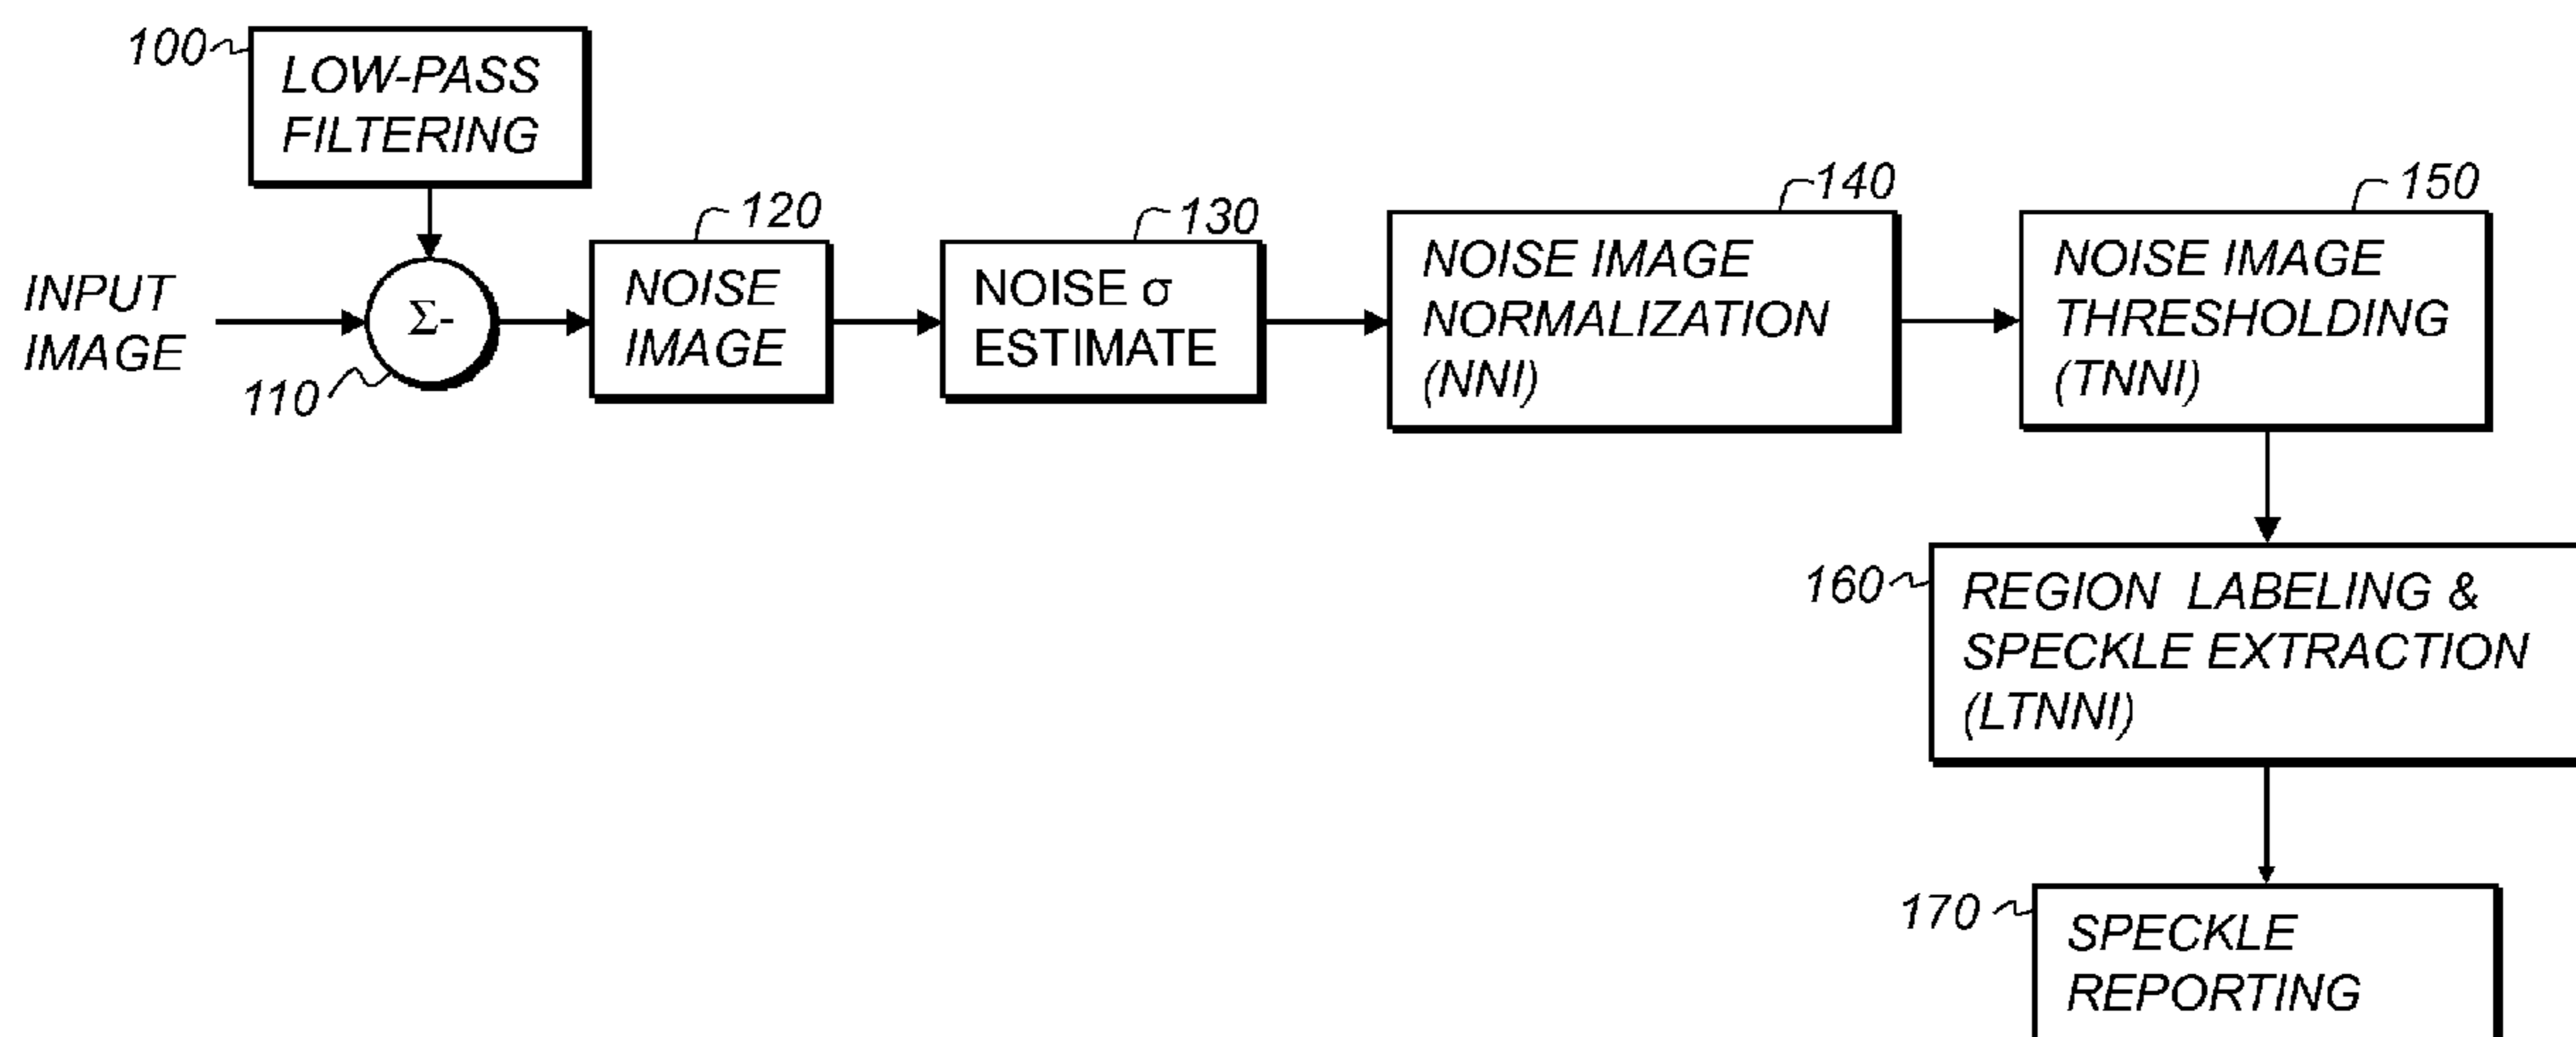 100
LOW-PASS
FILTERING
INPUT
IMAGE
Σ-
110
120
NOISE
IMAGE
130
NOISE σ
ESTIMATE
140
NOISE IMAGE
NORMALIZATION
(NNI)
150
NOISE IMAGE
THRESHOLDING
(TNNI)
160
REGION LABELING &
SPECKLE EXTRACTION
(LTNNI)
170
SPECKLE
REPORTING